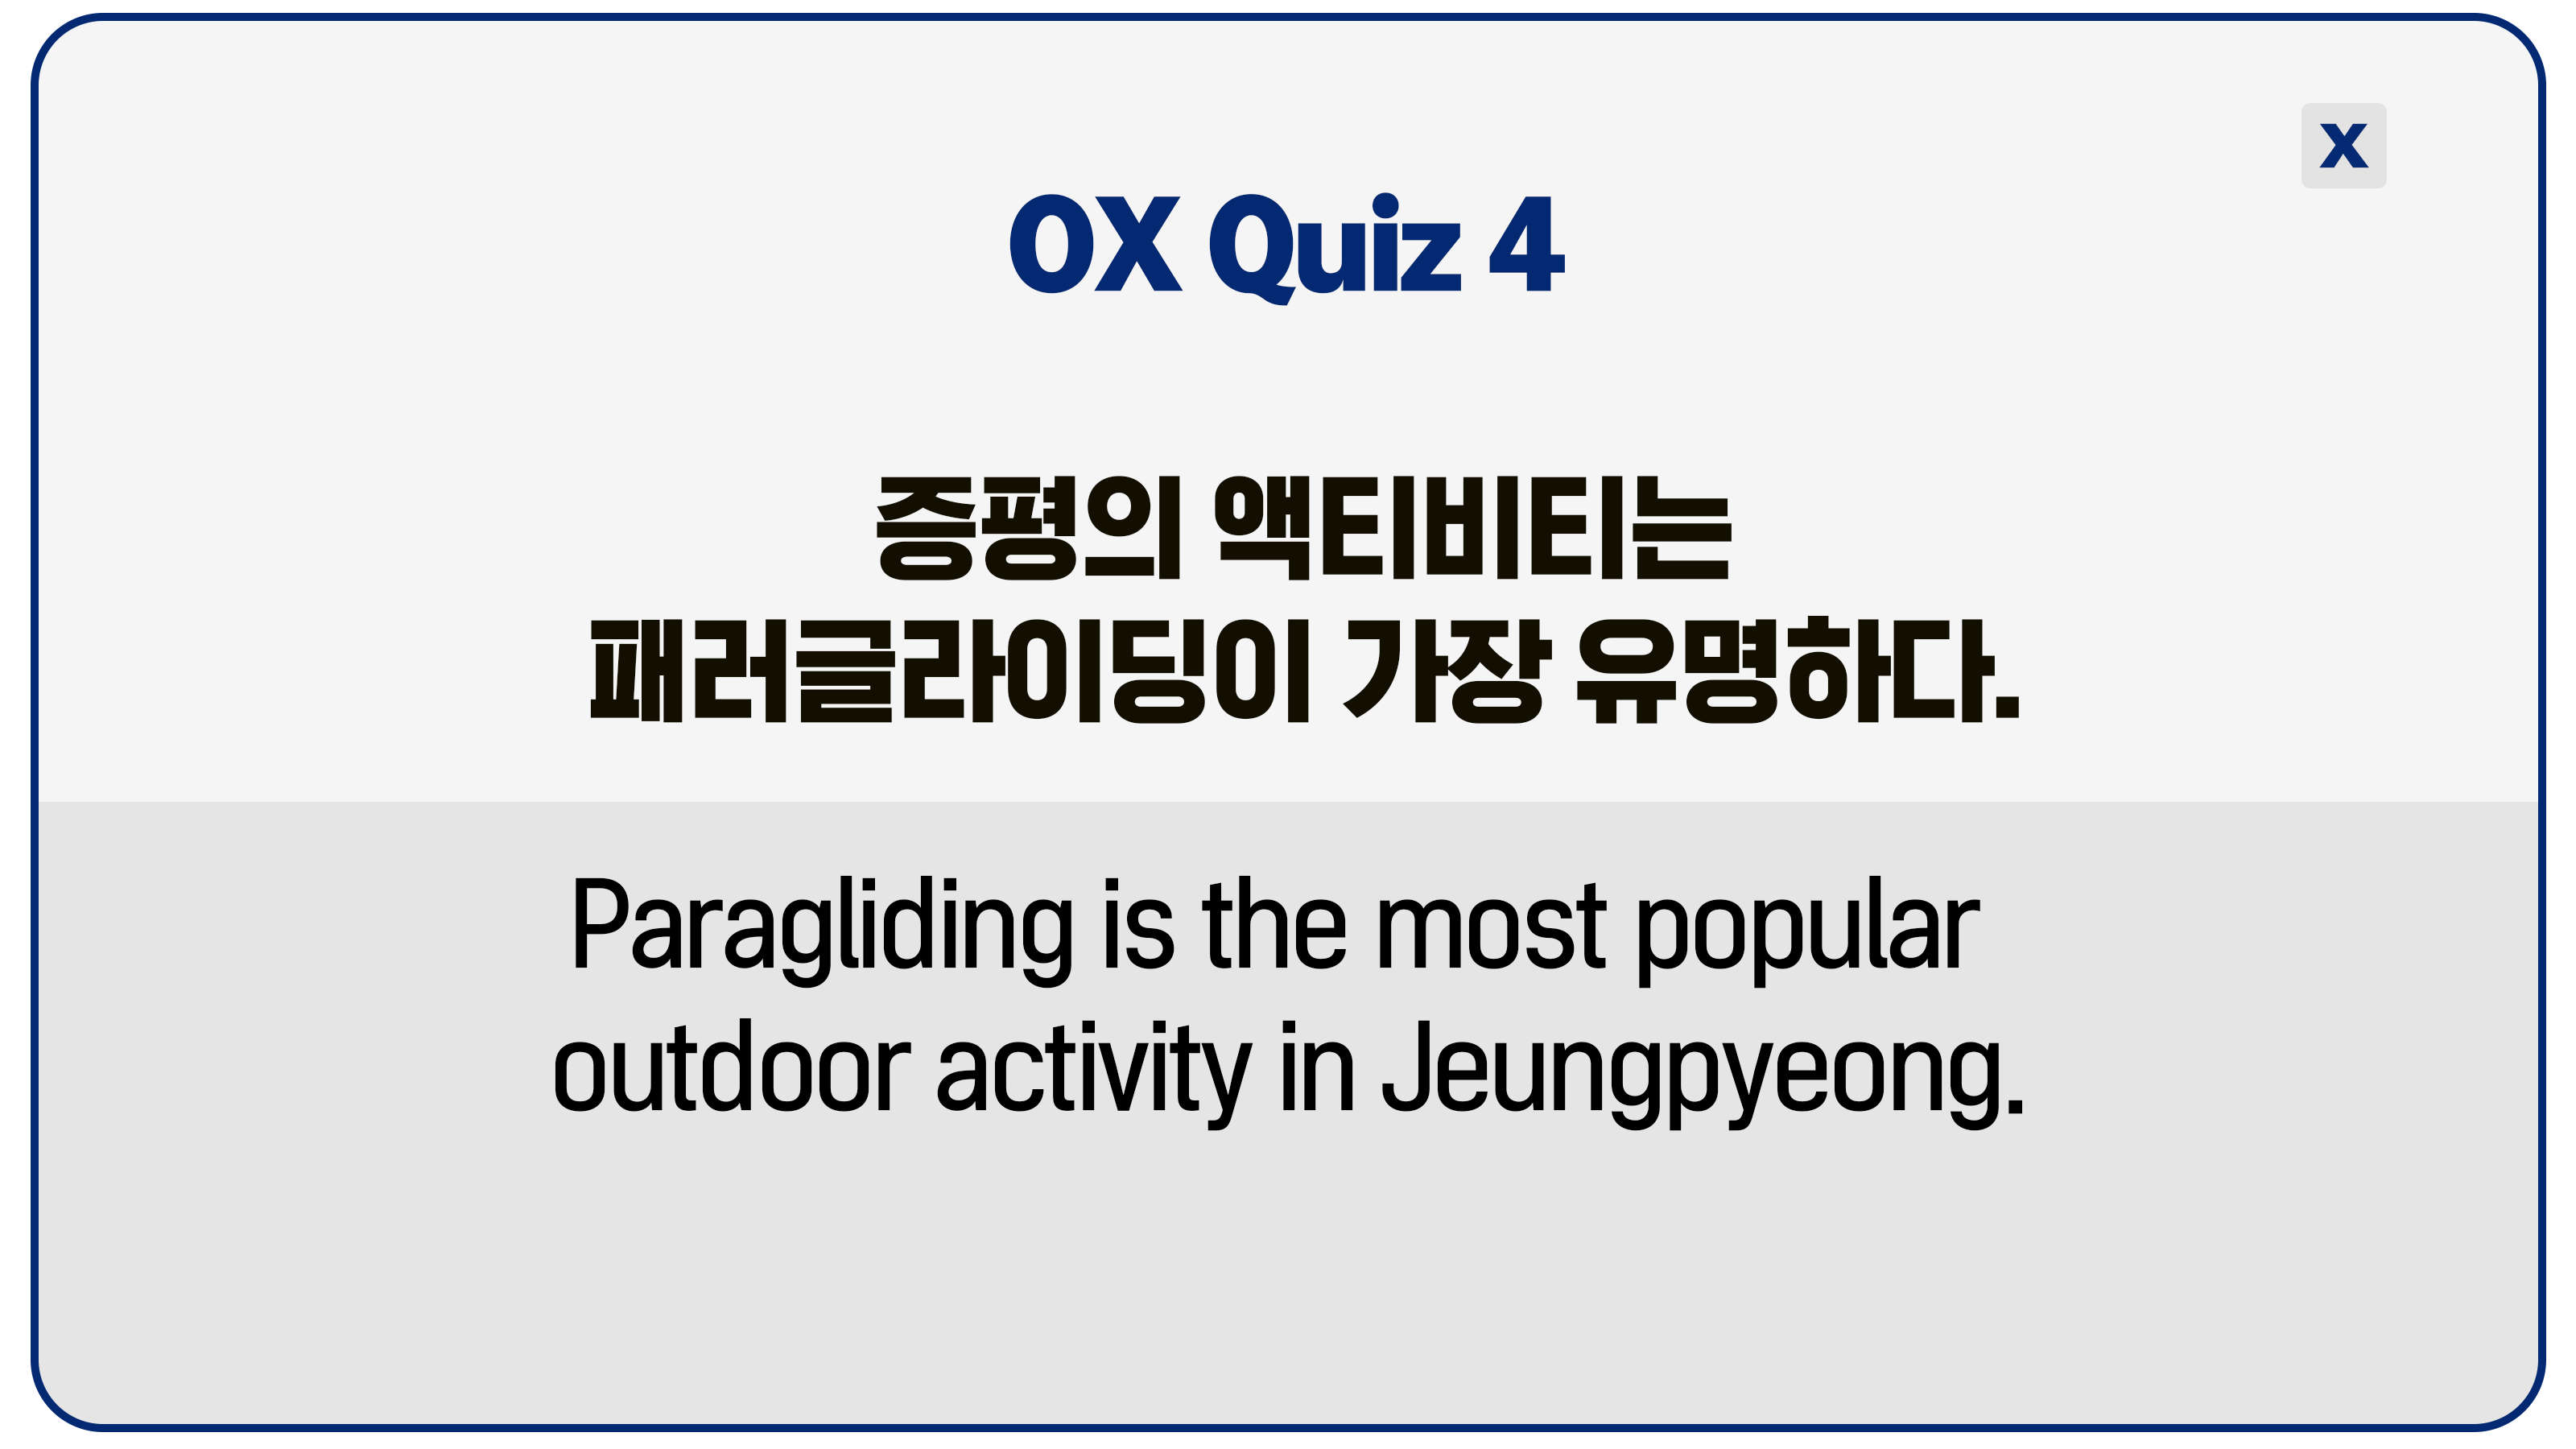 X
OX Quiz 4
증평의 액티비티는
패러글라이딩이 가장 유명하다.
Paragliding is the most popular
outdoor activity in Jeungpyeong.